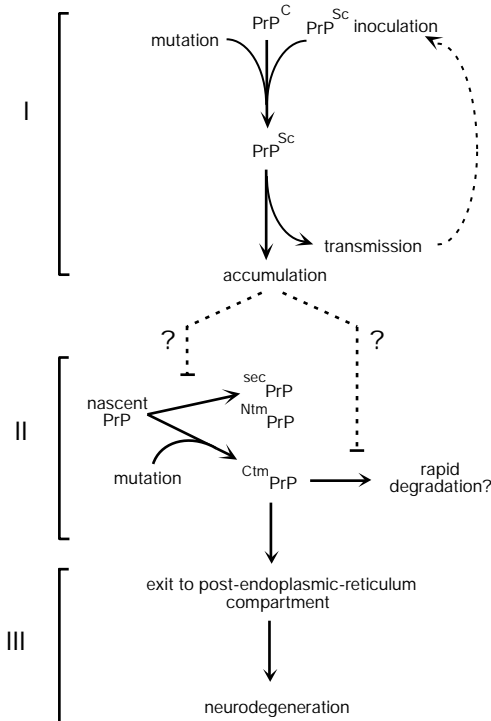 PrP^C
PrP^Sc inoculation
mutation
I
PrP^Sc
transmission
accumulation
?
?
nascent
PrP
^sec PrP
^Ntm PrP
II
mutation
^Ctm PrP
rapid
degradation?
exit to post-endoplasmic-reticulum
compartment
III
neurodegeneration